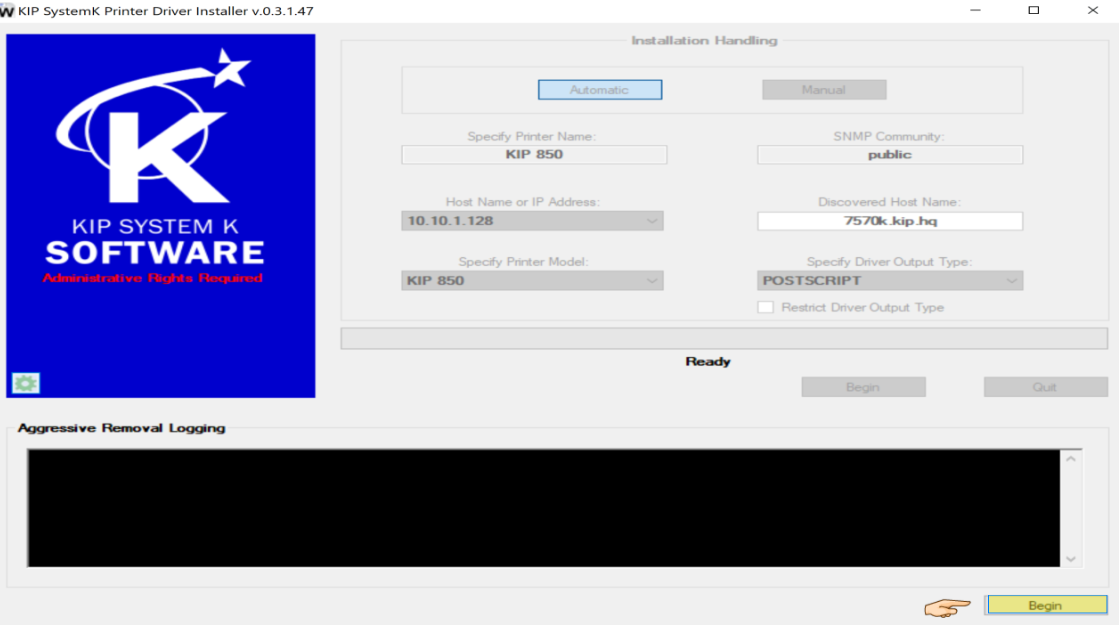 KIP SystemK Printer Driver Installer v.0.3.1.47
KIP SYSTEM K
SOFTWARE
Administrative Rights Required
Installation Handling
Automatic Manual
Specify Printer Name: SNMP Community:
KIP 850 public
Host Name or IP Address: Discovered Host Name:
10.10.1.128 7570k.kip.hq
Specify Printer Model: Specify Driver Output Type:
KIP 850 POSTSCRIPT
Restrict Driver Output Type
Ready
Begin Quit
Aggressive Removal Logging
Begin